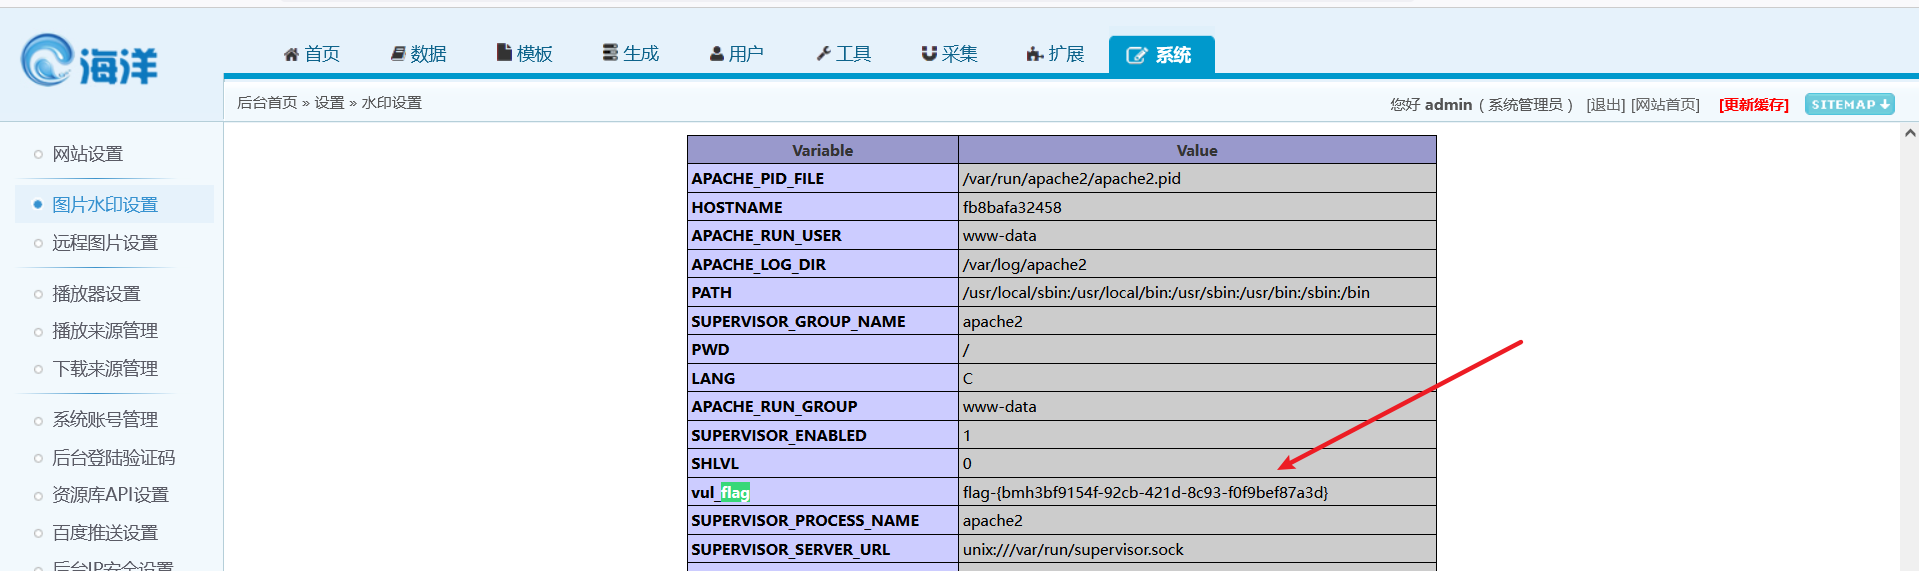 海洋
首页 数据 模板 生成 用户 工具 采集 扩展 系统
后台首页 » 设置 » 水印设置
您好 admin（系统管理员） [退出] [网站首页] [更新缓存] SITEMAP
网站设置
图片水印设置
远程图片设置
播放器设置
播放来源管理
下载来源管理
系统账号管理
后台登陆验证码
资源库API设置
百度推送设置
后台IP安全设置
Variable Value
APACHE_PID_FILE /var/run/apache2/apache2.pid
HOSTNAME fb8bafa32458
APACHE_RUN_USER www-data
APACHE_LOG_DIR /var/log/apache2
PATH /usr/local/sbin:/usr/local/bin:/usr/sbin:/usr/bin:/sbin:/bin
SUPERVISOR_GROUP_NAME apache2
PWD /
LANG C
APACHE_RUN_GROUP www-data
SUPERVISOR_ENABLED 1
SHLVL 0
vul_flag flag-{bmh3bf9154f-92cb-421d-8c93-f0f9bef87a3d}
SUPERVISOR_PROCESS_NAME apache2
SUPERVISOR_SERVER_URL unix:///var/run/supervisor.sock